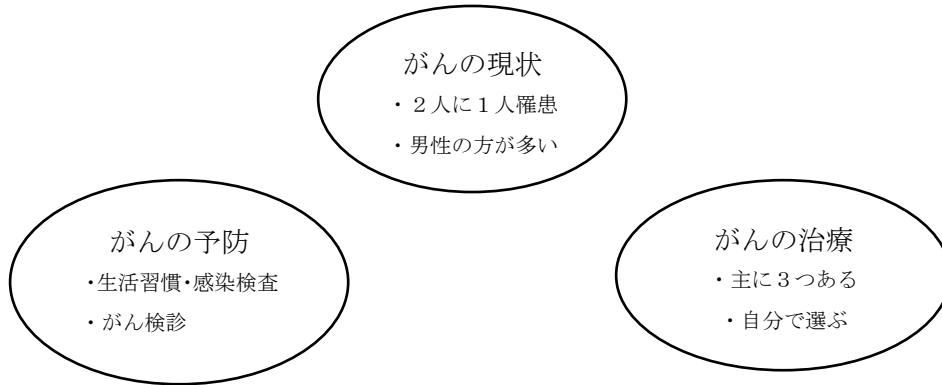 がんの現状
・２人に１人罹患
・男性の方が多い
がんの予防
・生活習慣・感染検査
・がん検診
がんの治療
・主に３つある
・自分で選ぶ